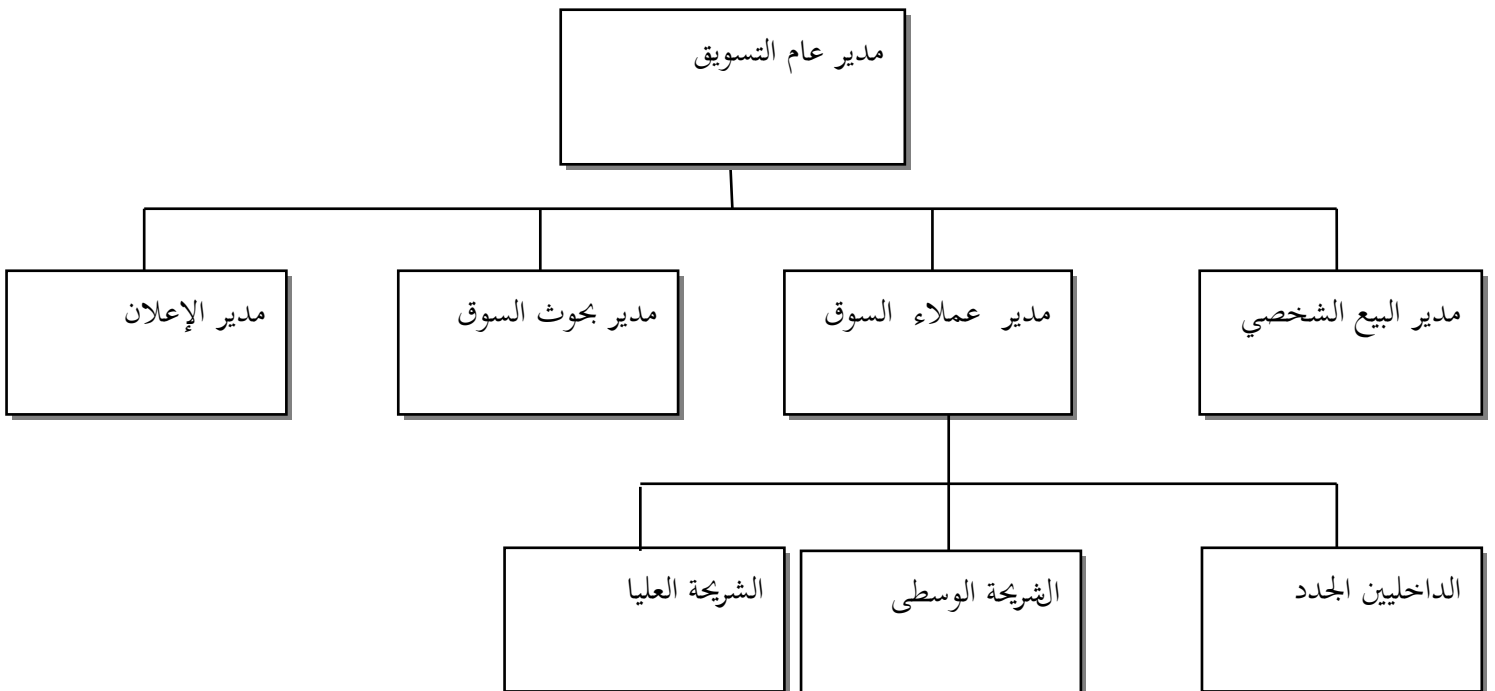 مدير عام التسويق
مدير البيع الشخصي
مدير عملاء السوق
مدير بحوث السوق
مدير الإعلان
الداخليين الجدد
الشريحة الوسطى
الشريحة العليا